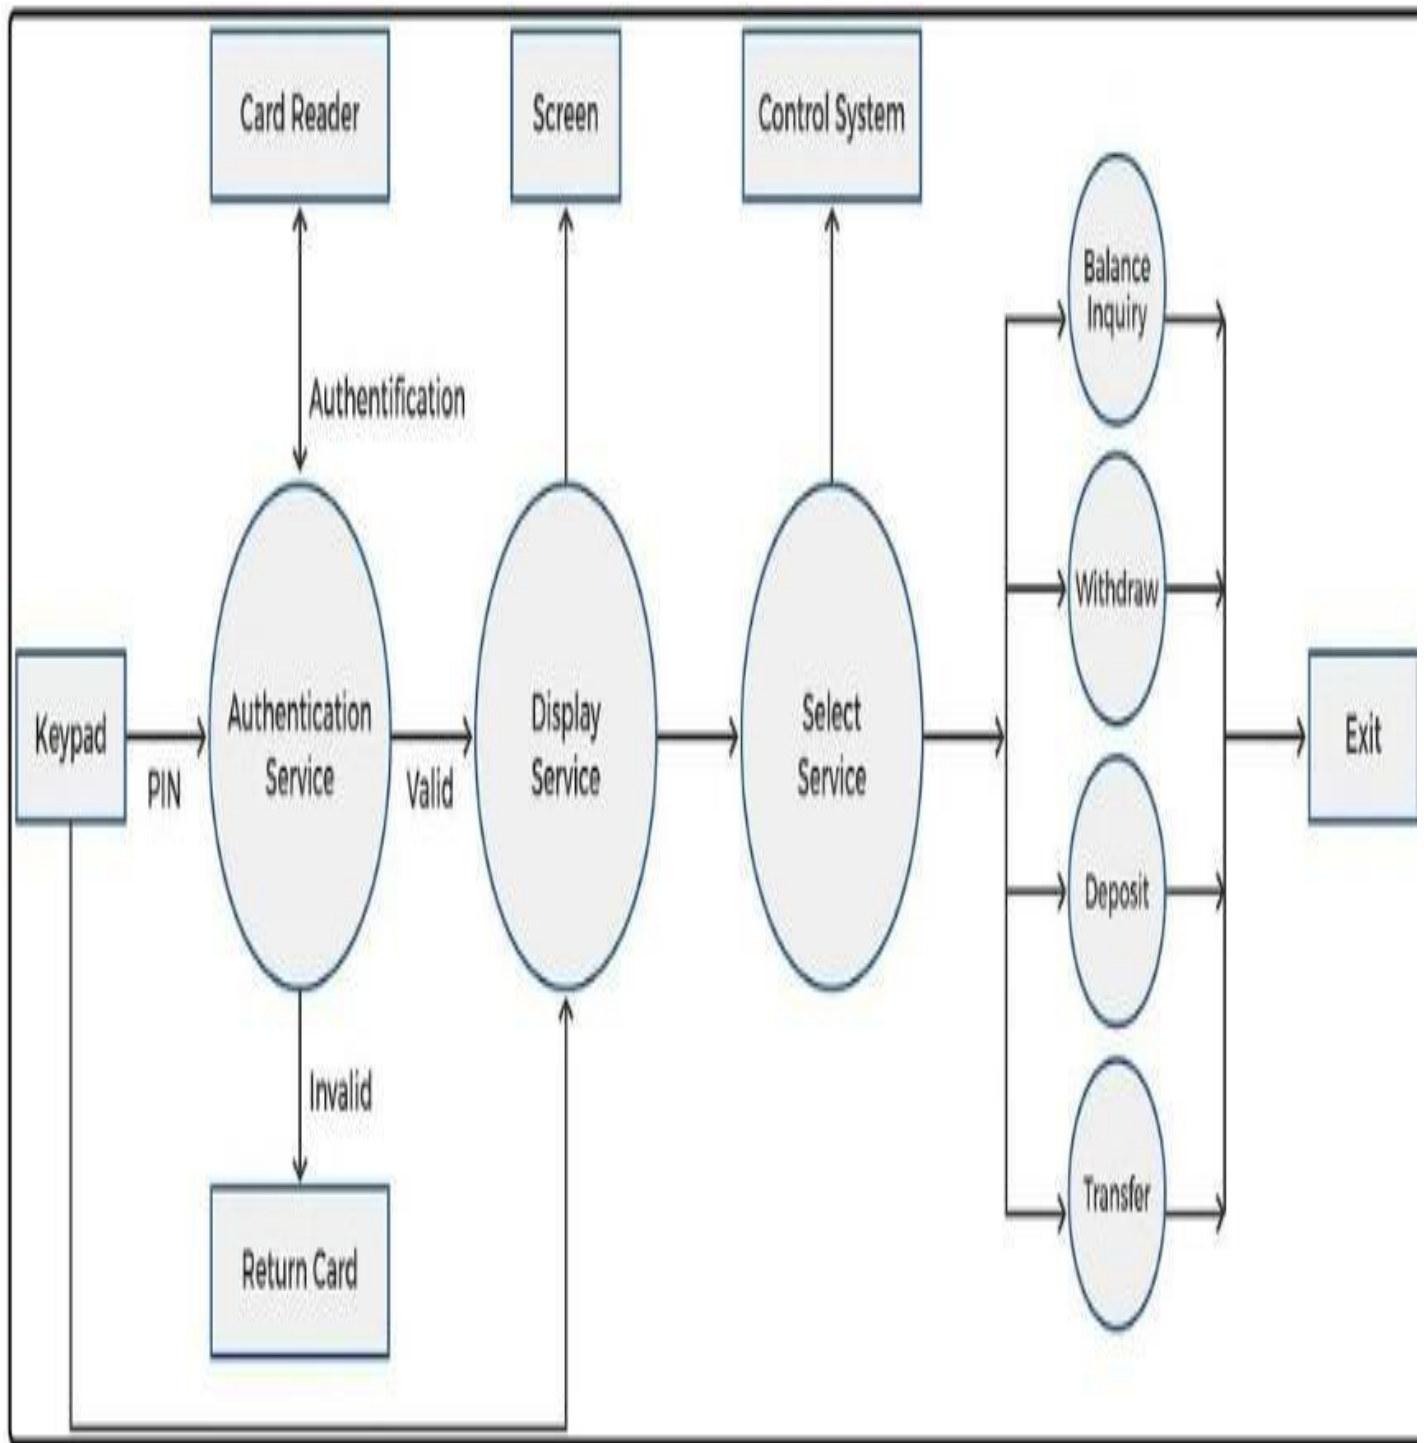 Card Reader
Screen
Control System
Balance
Inquiry
Authentification
Withdraw
Keypad
PIN
Authentication
Service
Valid
Display
Service
Select
Service
Exit
Deposit
Invalid
Transfer
Return Card